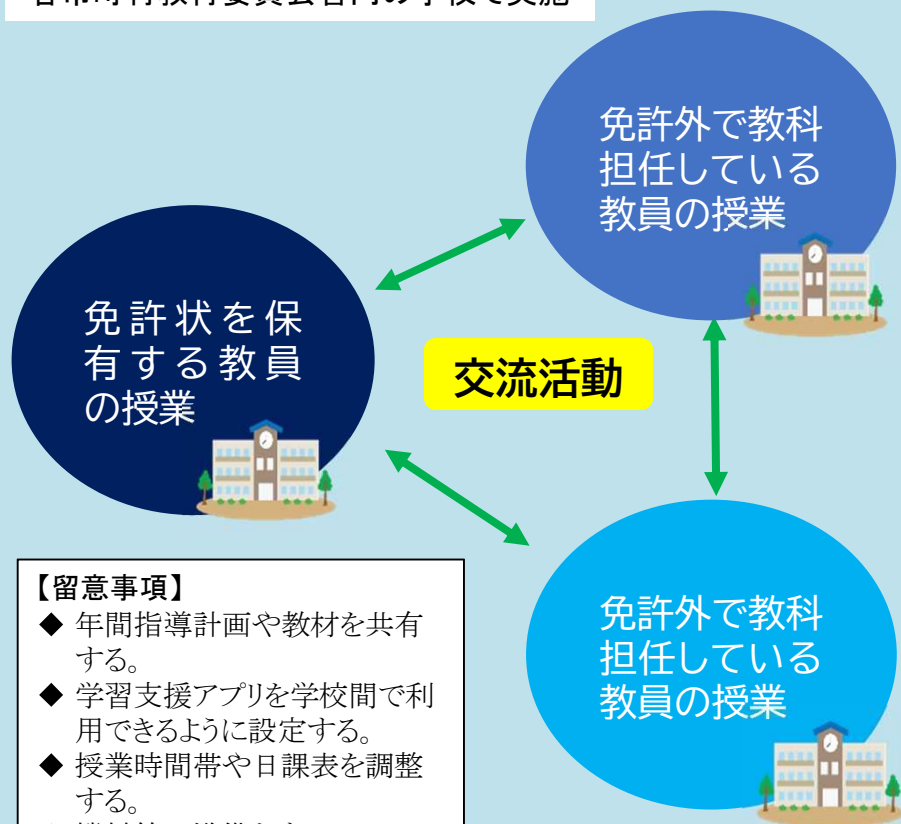 免許外で教科
担任している
教員の授業
免許状を保
有する教員
の授業
交流活動
【留意事項】
◆ 年間指導計画や教材を共有
する。
◆ 学習支援アプリを学校間で利
用できるように設定する。
◆ 授業時間帯や日課表を調整
する。
免許外で教科
担任している
教員の授業